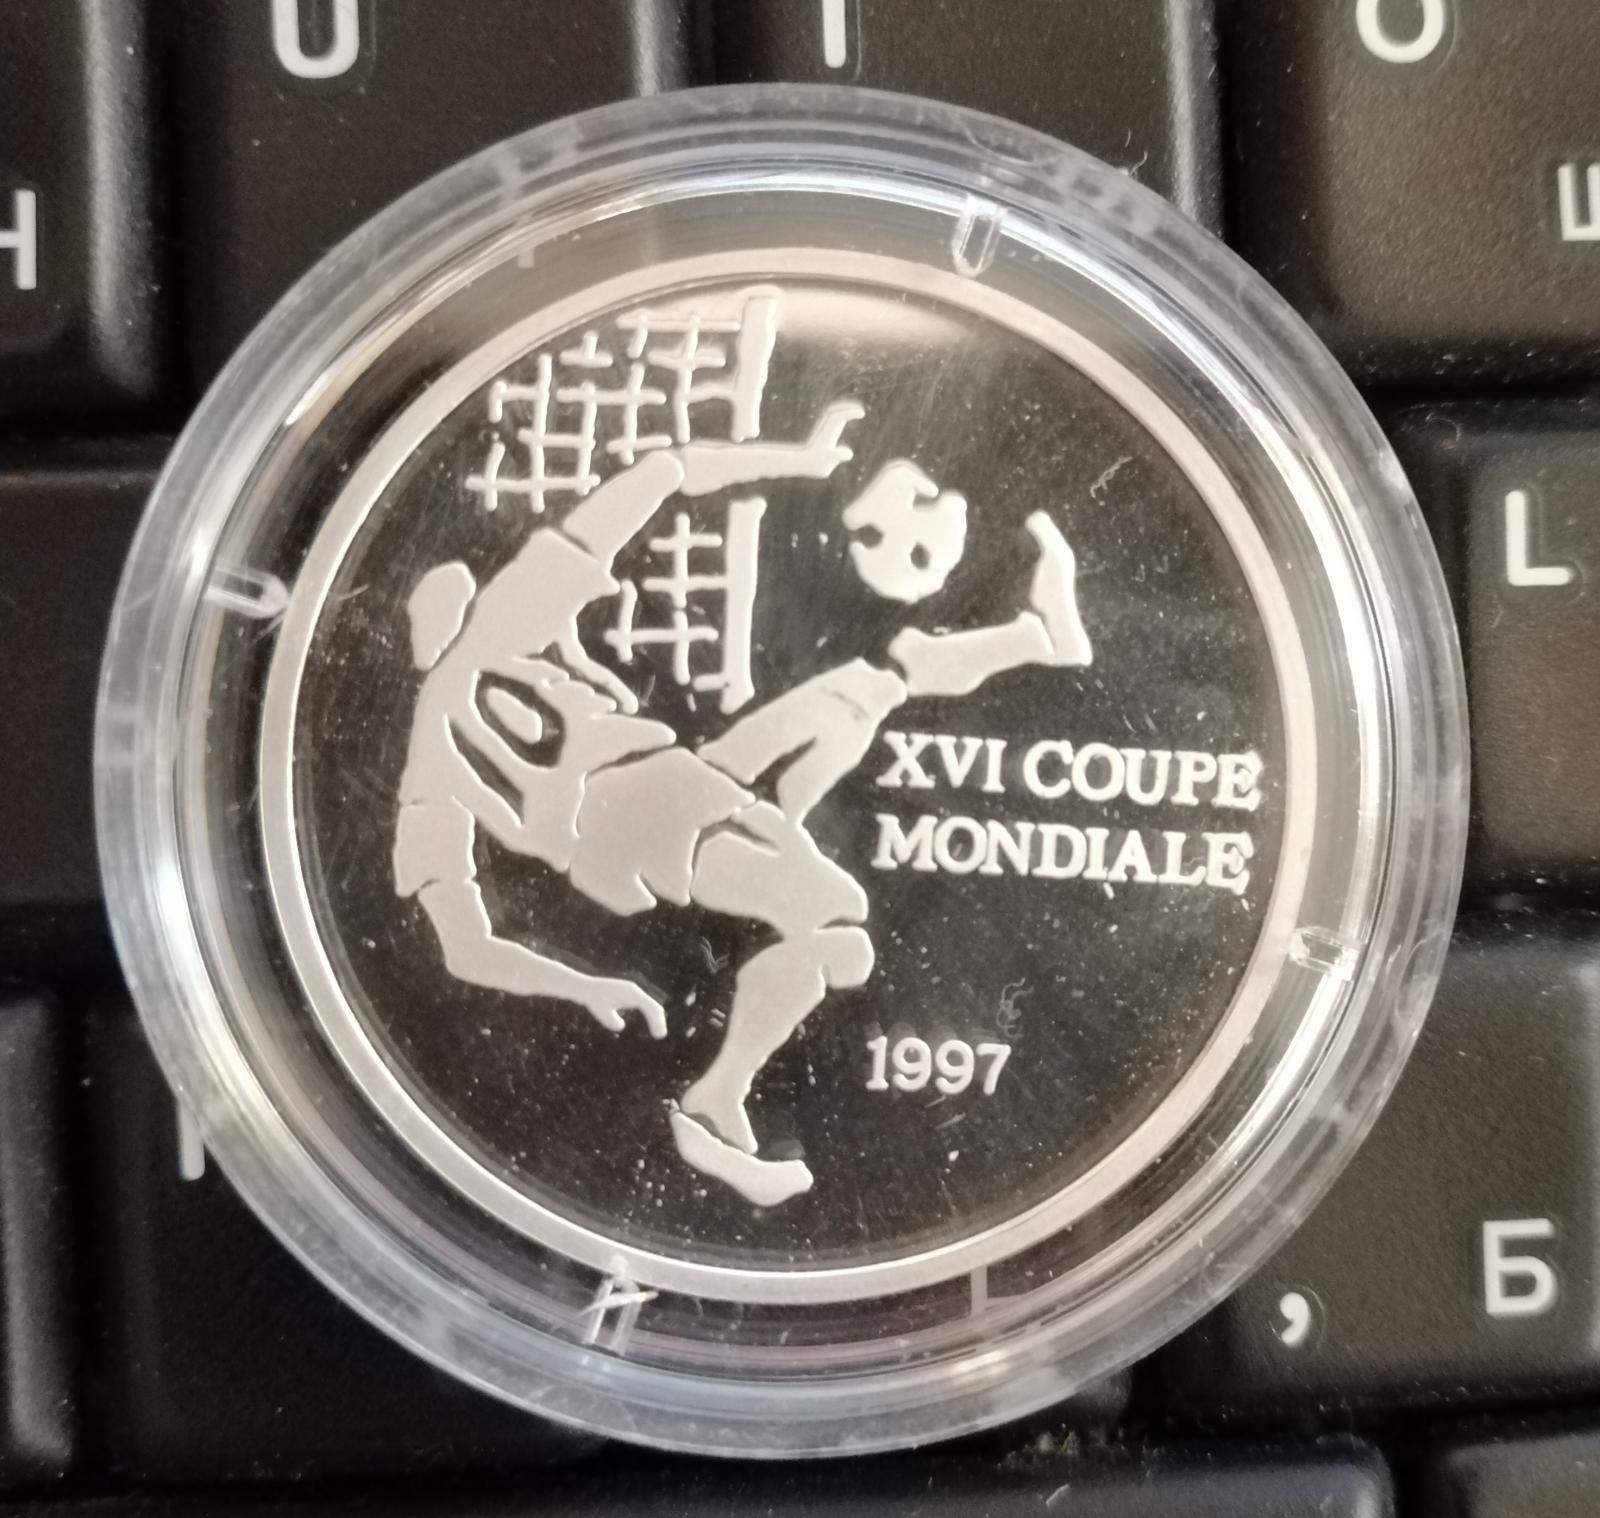 U
I
O
Н
L
XVI COUPE
MONDIALE
1997
, Б